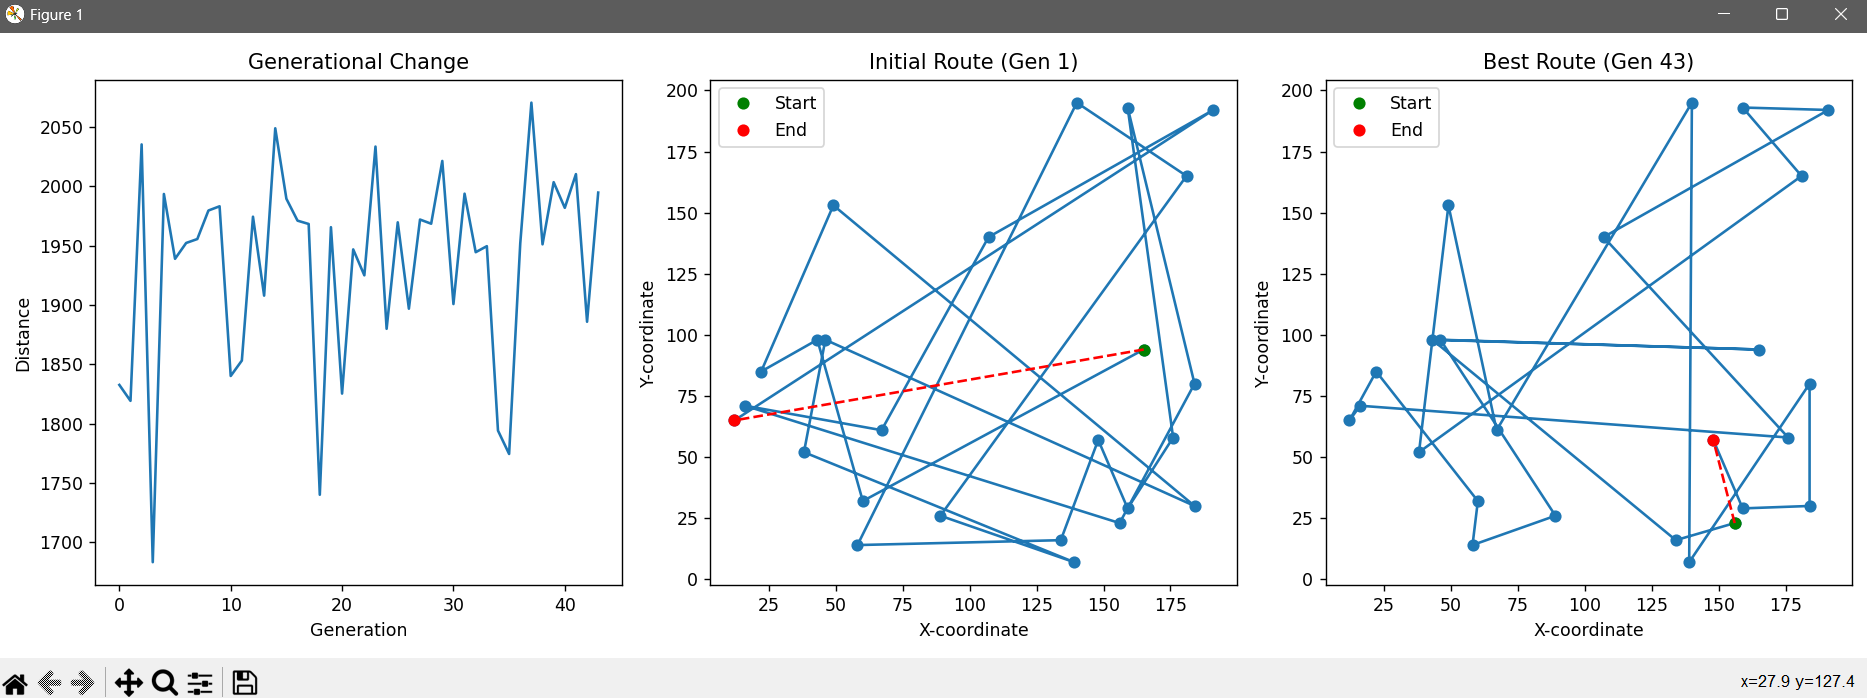 Figure 1
Generational Change
2050
2000
1950
1900
1850
1800
1750
1700
Distance
0 10 20 30 40
Generation
Initial Route (Gen 1)
Start
End
200
175
150
125
100
75
50
25
0
Y-coordinate
25 50 75 100 125 150 175
X-coordinate
Best Route (Gen 43)
Start
End
200
175
150
125
100
75
50
25
0
Y-coordinate
25 50 75 100 125 150 175
X-coordinate
x=27.9 y=127.4